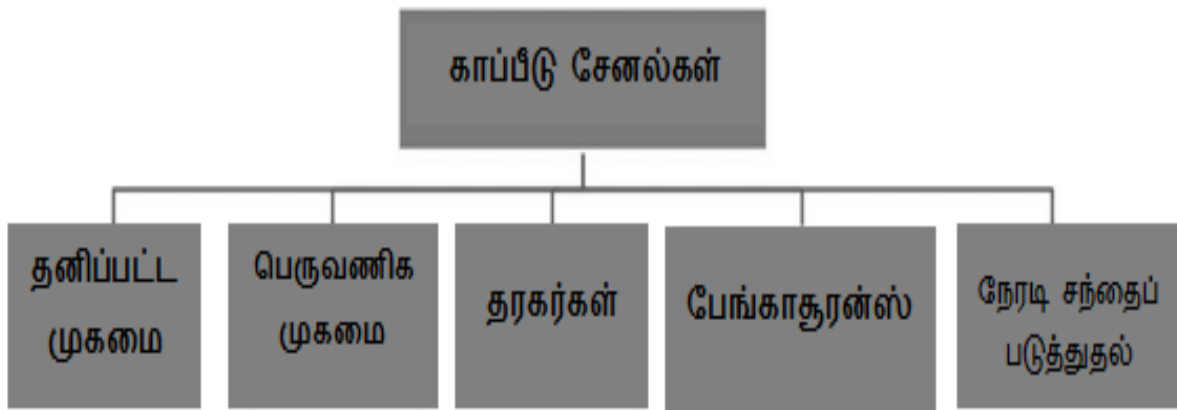 காப்பீடு சேனல்கள்
தனிப்பட்ட
முகமை
பெருவணிக
முகமை
தரகர்கள்
பேங்காசூரன்ஸ்
நேரடி சந்தைப்
படுத்துதல்